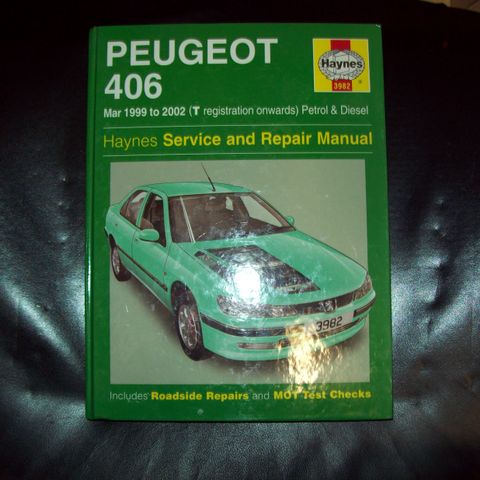 PEUGEOT
406
Haynes
3982
Mar 1999 to 2002 (T registration onwards) Petrol & Diesel
Haynes Service and Repair Manual
3982
Includes Roadside Repairs and MOT Test Checks